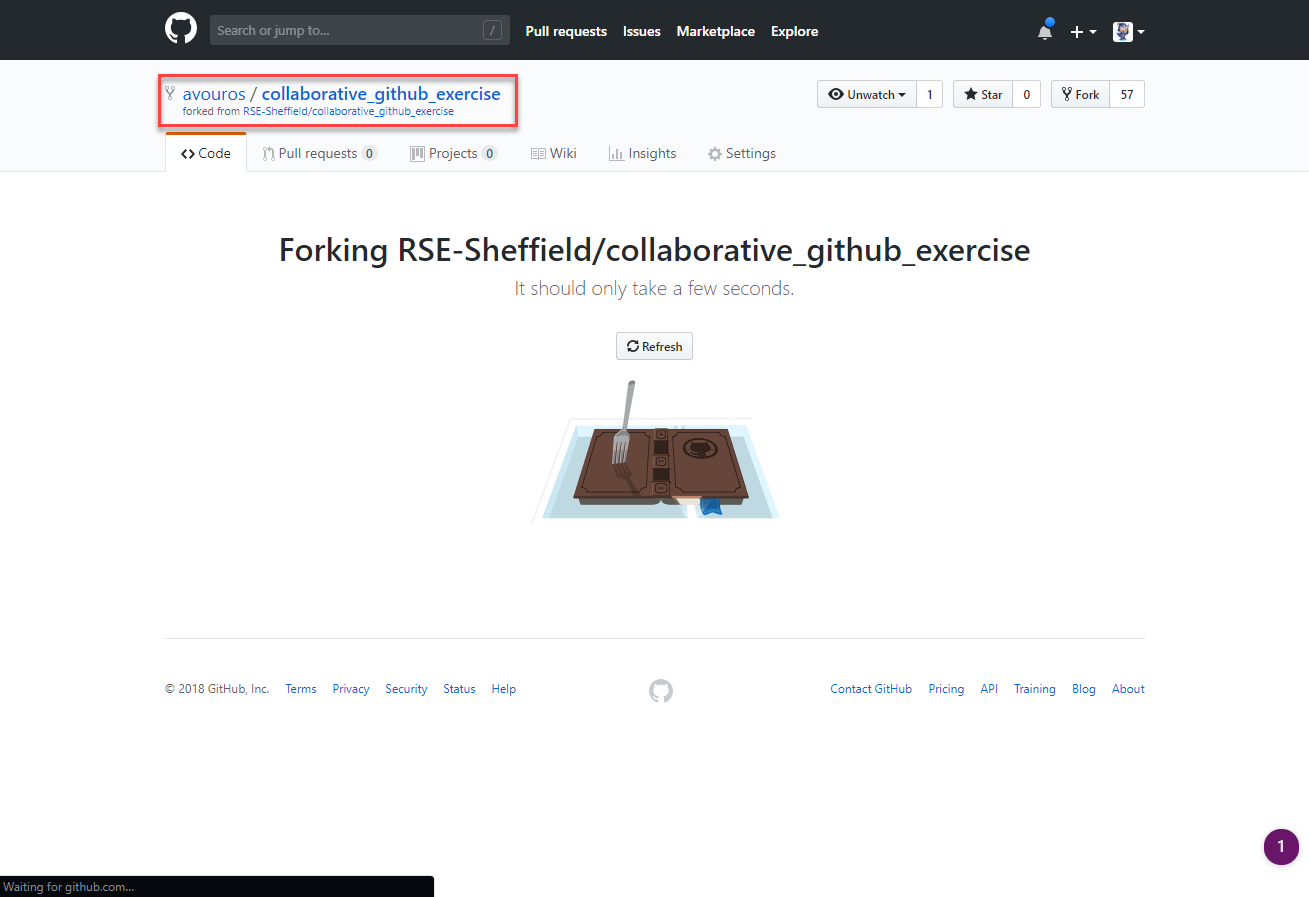 Search or jump to... /
Pull requests Issues Marketplace Explore
avouros / collaborative_github_exercise
forked from RSE-Sheffield/collaborative_github_exercise
Unwatch 1 Star 0 Fork 57
Code Pull requests 0 Projects 0 Wiki Insights Settings
Forking RSE-Sheffield/collaborative_github_exercise
It should only take a few seconds.
Refresh
© 2018 GitHub, Inc. Terms Privacy Security Status Help
Contact GitHub Pricing API Training Blog About
1
Waiting for github.com...